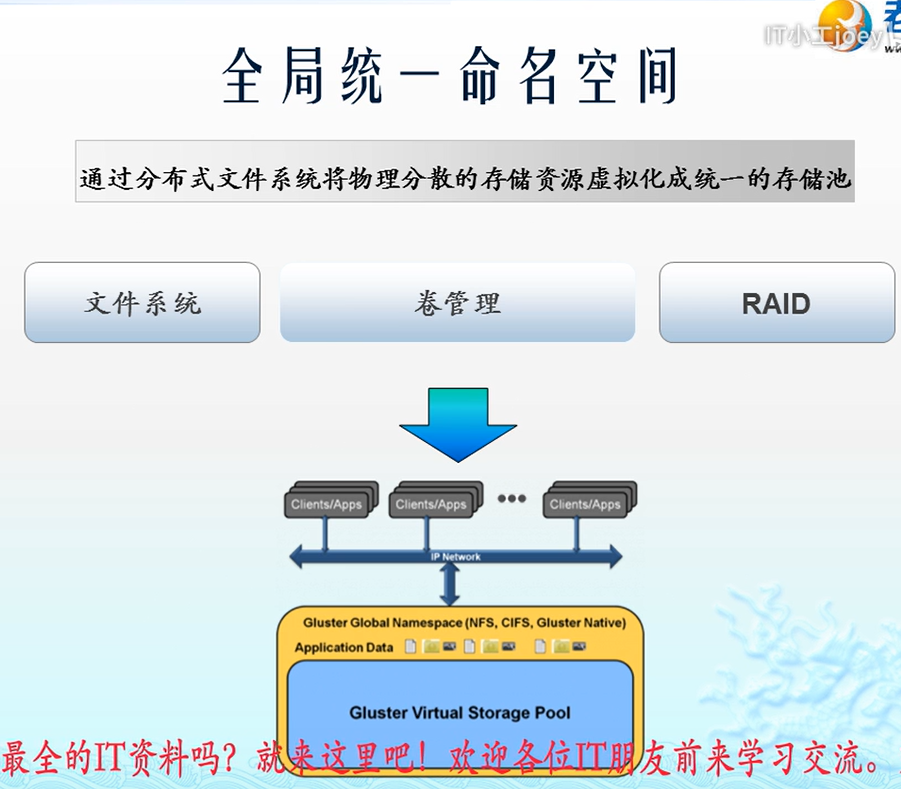 IT小工joey
全局统一命名空间
通过分布式文件系统将物理分散的存储资源虚拟化成统一的存储池
文件系统
卷管理
RAID
Clients/Apps
Clients/Apps
Clients/Apps
IP Network
Gluster Global Namespace (NFS, CIFS, Gluster Native)
Application Data
Gluster Virtual Storage Pool
最全的IT资料吗？就来这里吧！欢迎各位IT朋友前来学习交流。